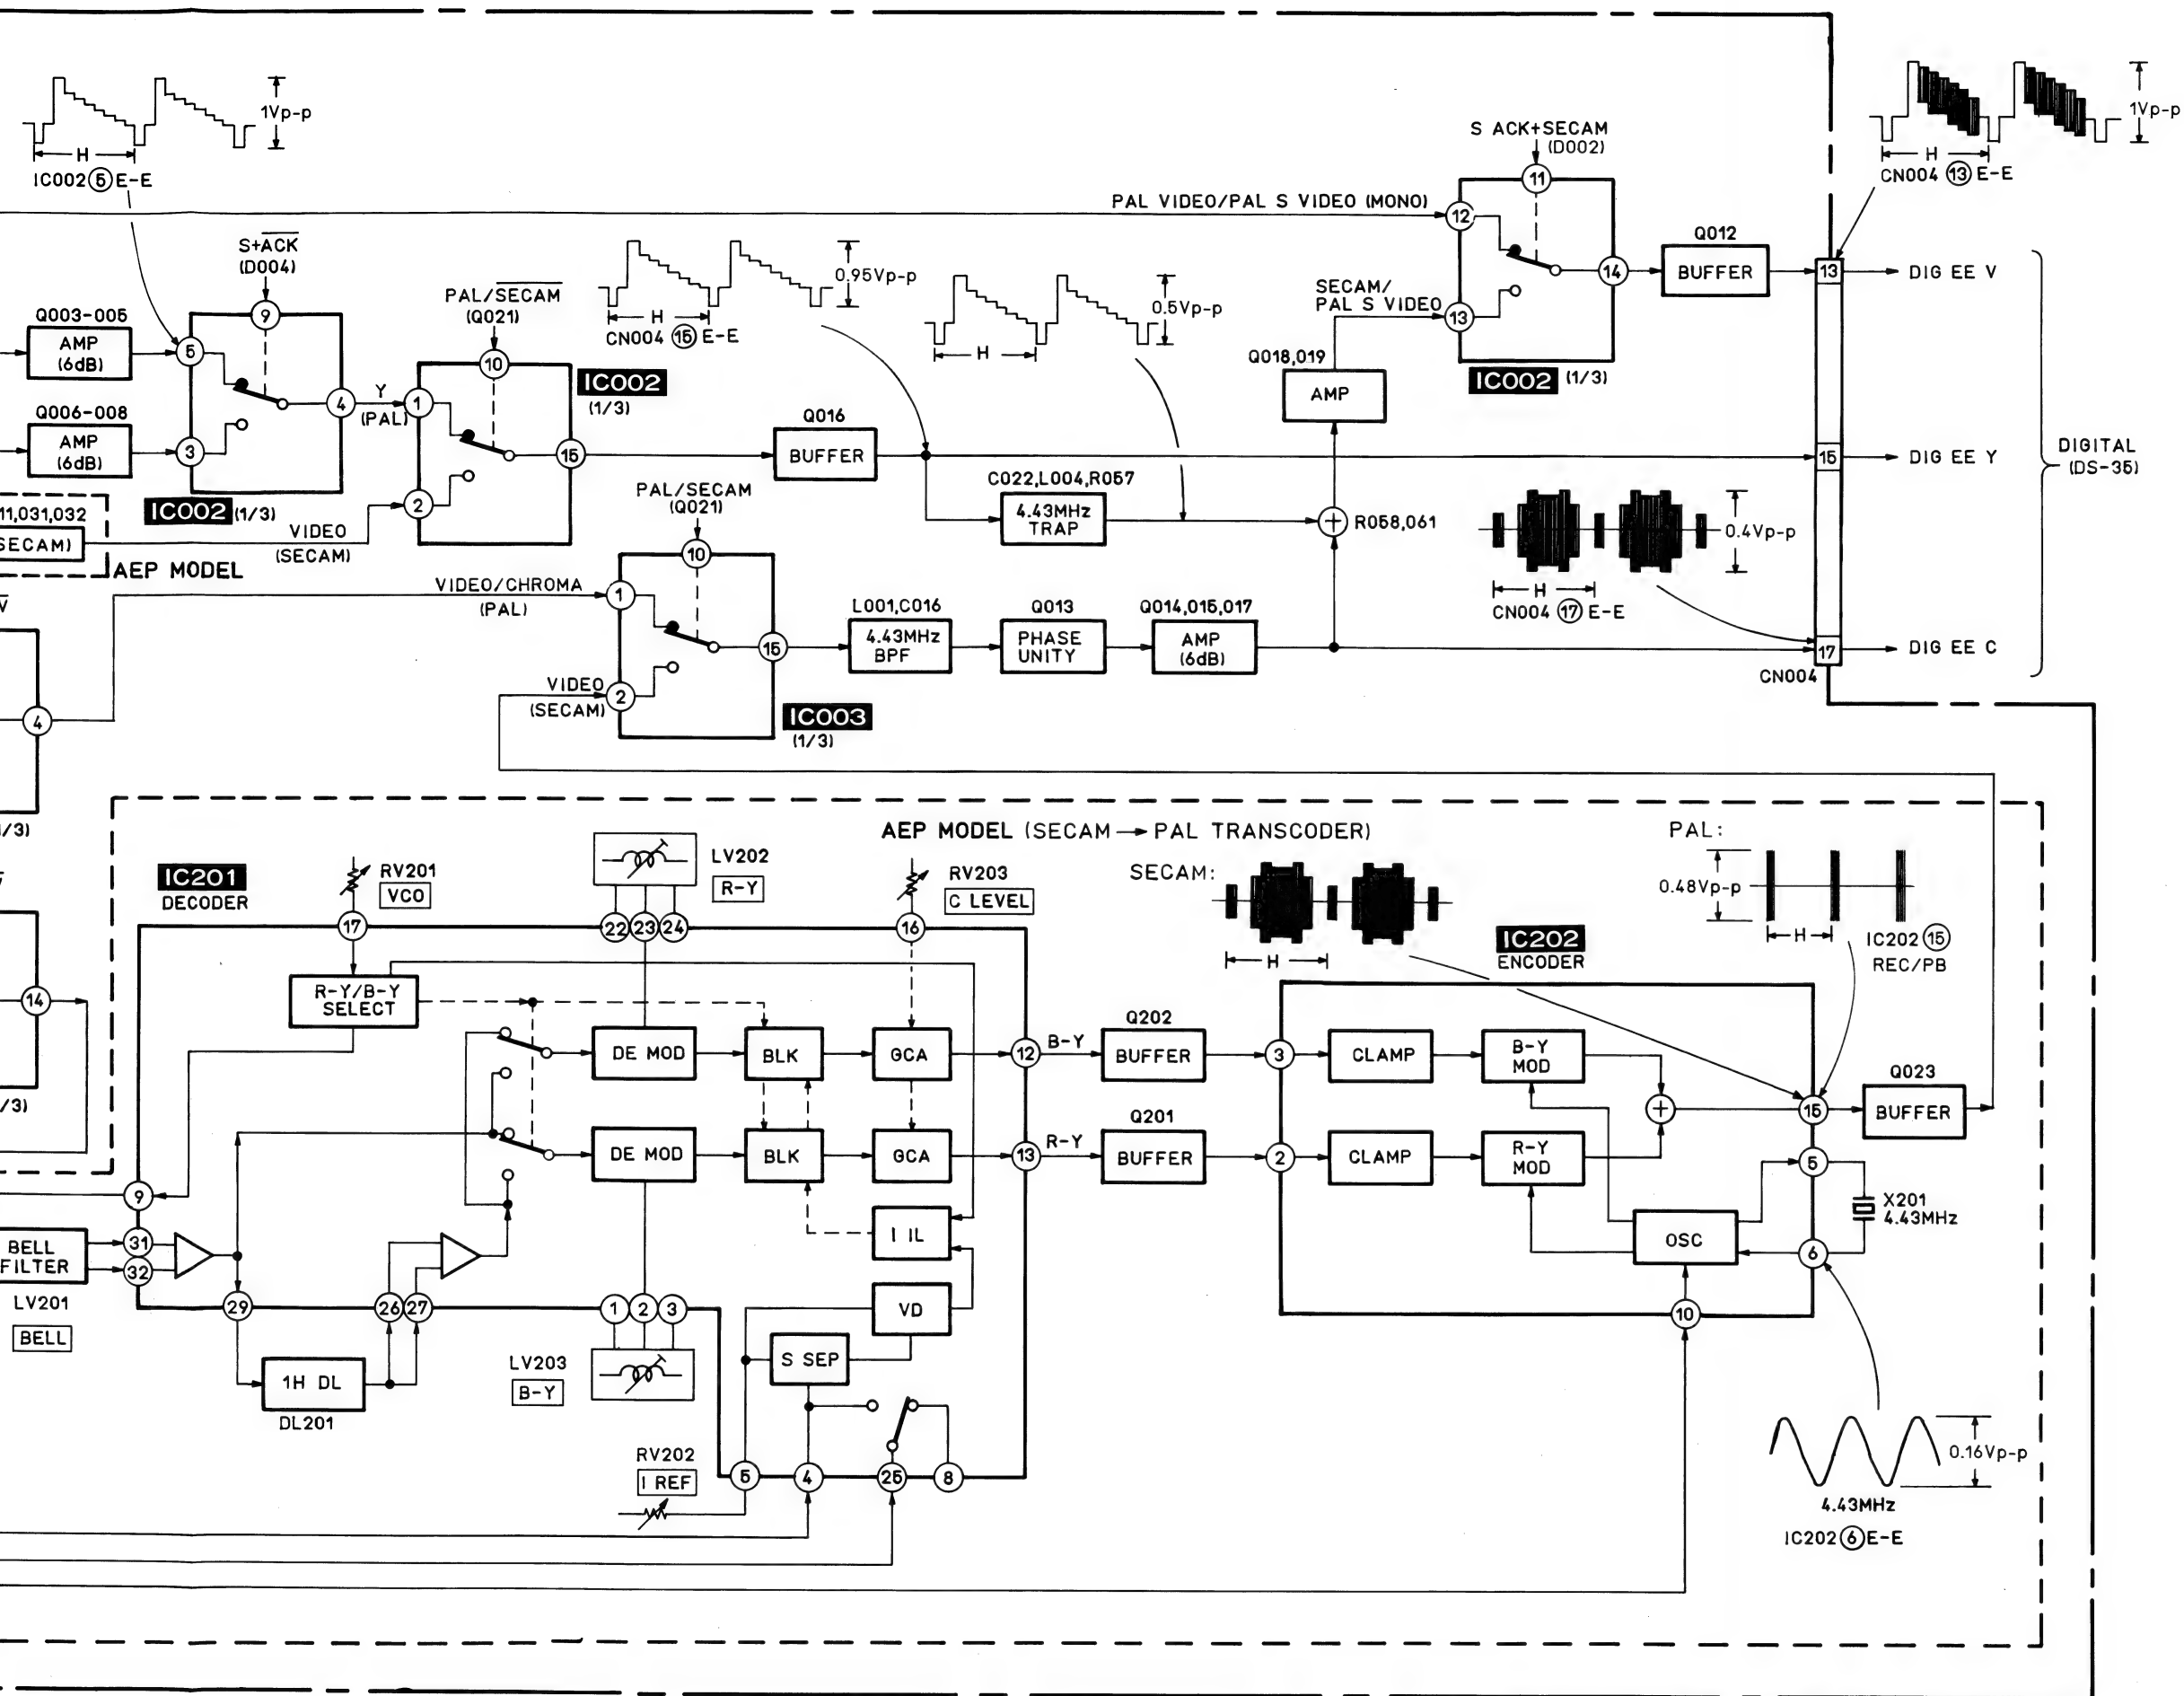 1Vp-p
H
IC002 ⑤ E-E
S+ACK
(D004)
Q003-005
AMP
(6dB)
5
9
4
3
Q006-008
AMP
(6dB)
IC002 (1/3)
Y
(PAL)
PAL/SECAM
(Q021)
10
1
2
15
IC002
(1/3)
11,031,032
SECAM)
VIDEO
(SECAM)
AEP MODEL
0.95Vp-p
H
CN004 ⑮ E-E
0.5Vp-p
H
Q016
BUFFER
C022,L004,R057
4.43MHz
TRAP
R058,061
Q018,019
AMP
PAL VIDEO/PAL S VIDEO (MONO)
SECAM/
PAL S VIDEO
S ACK+SECAM
(D002)
11
12
13
14
IC002 (1/3)
Q012
BUFFER
1Vp-p
H
CN004 ⑬ E-E
13
DIG EE V
15
DIG EE Y
17
DIG EE C
CN004
DIGITAL
(DS-35)
0.4Vp-p
H
CN004 ⑰ E-E
PAL/SECAM
(Q021)
10
VIDEO/CHROMA
(PAL)
1
VIDEO
(SECAM)
2
15
IC003
(1/3)
L001,C016
4.43MHz
BPF
Q013
PHASE
UNITY
Q014,015,017
AMP
(6dB)
V
4
/3)
14
/3)
AEP MODEL (SECAM → PAL TRANSCODER)
IC201
DECODER
RV201
VCO
17
LV202
R-Y
22
23
24
RV203
C LEVEL
16
R-Y/B-Y
SELECT
DE MOD
BLK
GCA
12
B-Y
DE MOD
BLK
GCA
13
R-Y
I IL
VD
S SEP
9
31
32
BELL
FILTER
LV201
BELL
29
26
27
1H DL
DL201
1
2
3
LV203
B-Y
RV202
I REF
5
4
25
8
Q202
BUFFER
Q201
BUFFER
SECAM:
H
IC202
ENCODER
PAL:
0.48Vp-p
H
IC202 ⑮
REC/PB
3
CLAMP
B-Y
MOD
2
CLAMP
R-Y
MOD
OSC
15
5
6
10
Q023
BUFFER
X201
4.43MHz
0.16Vp-p
4.43MHz
IC202 ⑥ E-E